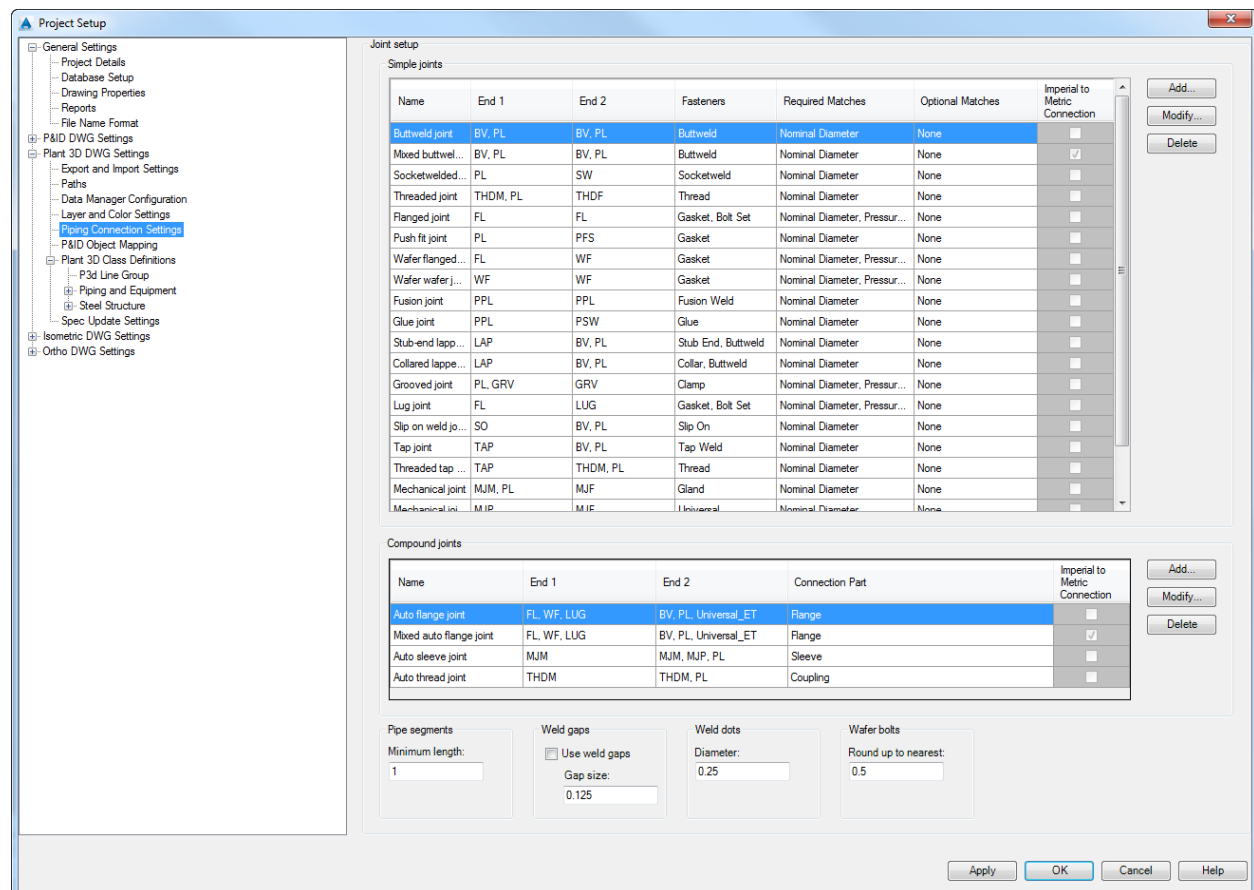 Project Setup
General Settings
Project Details
Database Setup
Drawing Properties
Reports
File Name Format
P&ID DWG Settings
Plant 3D DWG Settings
Export and Import Settings
Paths
Data Manager Configuration
Layer and Color Settings
Piping Connection Settings
P&ID Object Mapping
Plant 3D Class Definitions
P3d Line Group
Piping and Equipment
Steel Structure
Spec Update Settings
Isometric DWG Settings
Ortho DWG Settings
Joint setup
Simple joints
Name End 1 End 2 Fasteners Required Matches Optional Matches Imperial to Metric Connection
Buttweld joint BV, PL BV, PL Buttweld Nominal Diameter None
Mixed buttwel... BV, PL BV, PL Buttweld Nominal Diameter None
Socketwelded... PL SW Socketweld Nominal Diameter None
Threaded joint THDM, PL THDF Thread Nominal Diameter None
Flanged joint FL FL Gasket, Bolt Set Nominal Diameter, Pressur... None
Push fit joint PL PFS Gasket Nominal Diameter None
Wafer flanged... FL WF Gasket Nominal Diameter, Pressur... None
Wafer wafer j... WF WF Gasket Nominal Diameter, Pressur... None
Fusion joint PPL PPL Fusion Weld Nominal Diameter None
Glue joint PPL PSW Glue Nominal Diameter None
Stub-end lapp... LAP BV, PL Stub End, Buttweld Nominal Diameter None
Collared lappe... LAP BV, PL Collar, Buttweld Nominal Diameter None
Grooved joint PL, GRV GRV Clamp Nominal Diameter, Pressur... None
Lug joint FL LUG Gasket, Bolt Set Nominal Diameter, Pressur... None
Slip on weld jo... SO BV, PL Slip On Nominal Diameter None
Tap joint TAP BV, PL Tap Weld Nominal Diameter None
Threaded tap ... TAP THDM, PL Thread Nominal Diameter None
Mechanical joint MJM, PL MJF Gland Nominal Diameter None
Mechanical joi... MJP MJF Universal Nominal Diameter None
Add...
Modify...
Delete
Compound joints
Name End 1 End 2 Connection Part Imperial to Metric Connection
Auto flange joint FL, WF, LUG BV, PL, Universal_ET Flange
Mixed auto flange joint FL, WF, LUG BV, PL, Universal_ET Flange
Auto sleeve joint MJM MJM, MJP, PL Sleeve
Auto thread joint THDM THDM, PL Coupling
Add...
Modify...
Delete
Pipe segments
Minimum length:
1
Weld gaps
Use weld gaps
Gap size:
0.125
Weld dots
Diameter:
0.25
Wafer bolts
Round up to nearest:
0.5
Apply OK Cancel Help